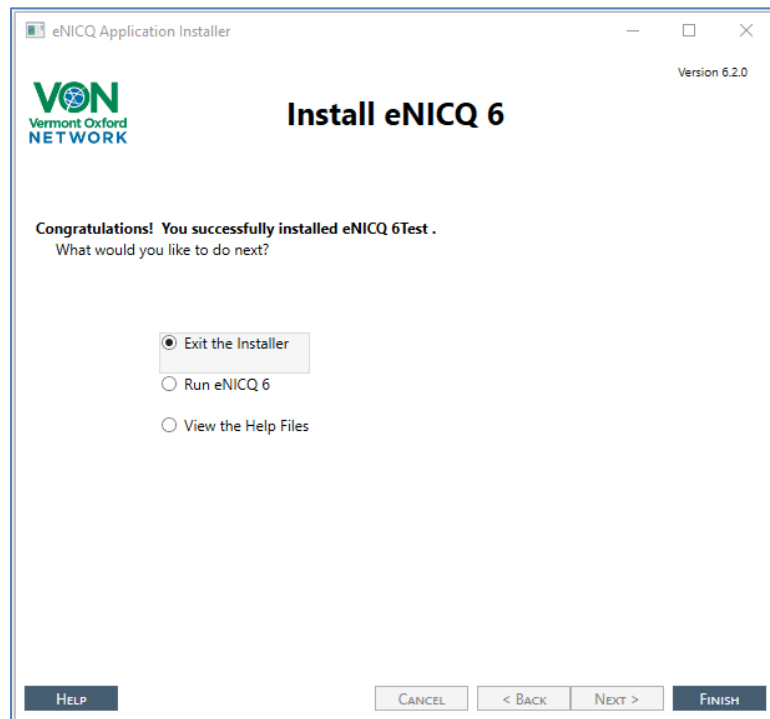 eNICQ Application Installer
Version 6.2.0
VON
Vermont Oxford
NETWORK
Install eNICQ 6
Congratulations! You successfully installed eNICQ 6Test .
What would you like to do next?
Exit the Installer
Run eNICQ 6
View the Help Files
HELP
CANCEL
< BACK
NEXT >
FINISH